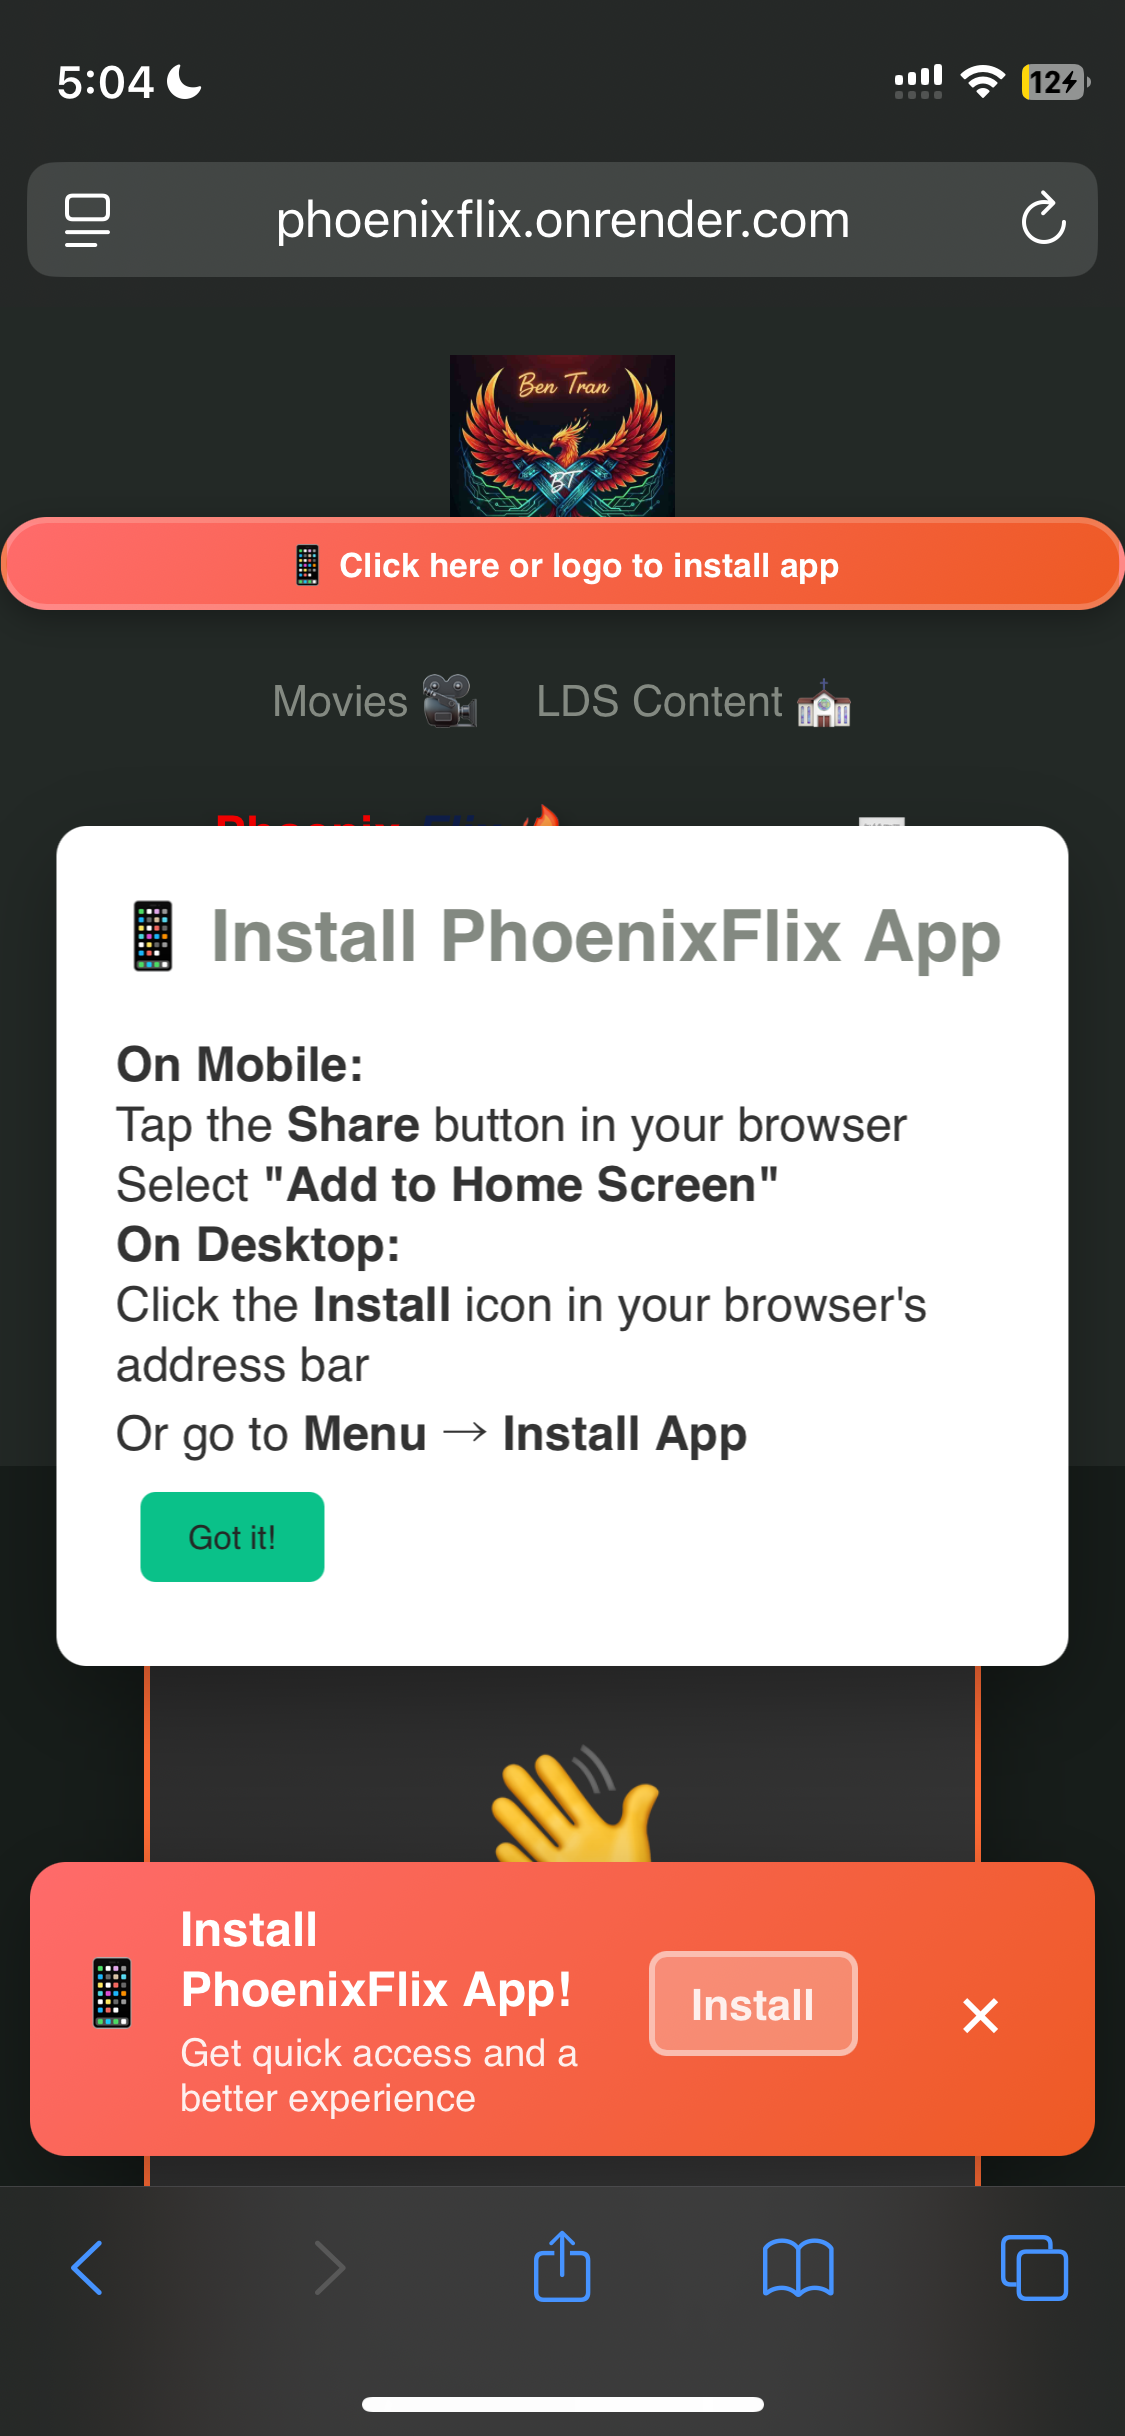 5:04
12
phoenixflix.onrender.com
Ben Tran
BT
Click here or logo to install app
Movies LDS Content
Phoenix Flix
Install PhoenixFlix App
On Mobile:
Tap the Share button in your browser
Select "Add to Home Screen"
On Desktop:
Click the Install icon in your browser's
address bar
Or go to Menu → Install App
Got it!
Install
PhoenixFlix App!
Get quick access and a
better experience
Install